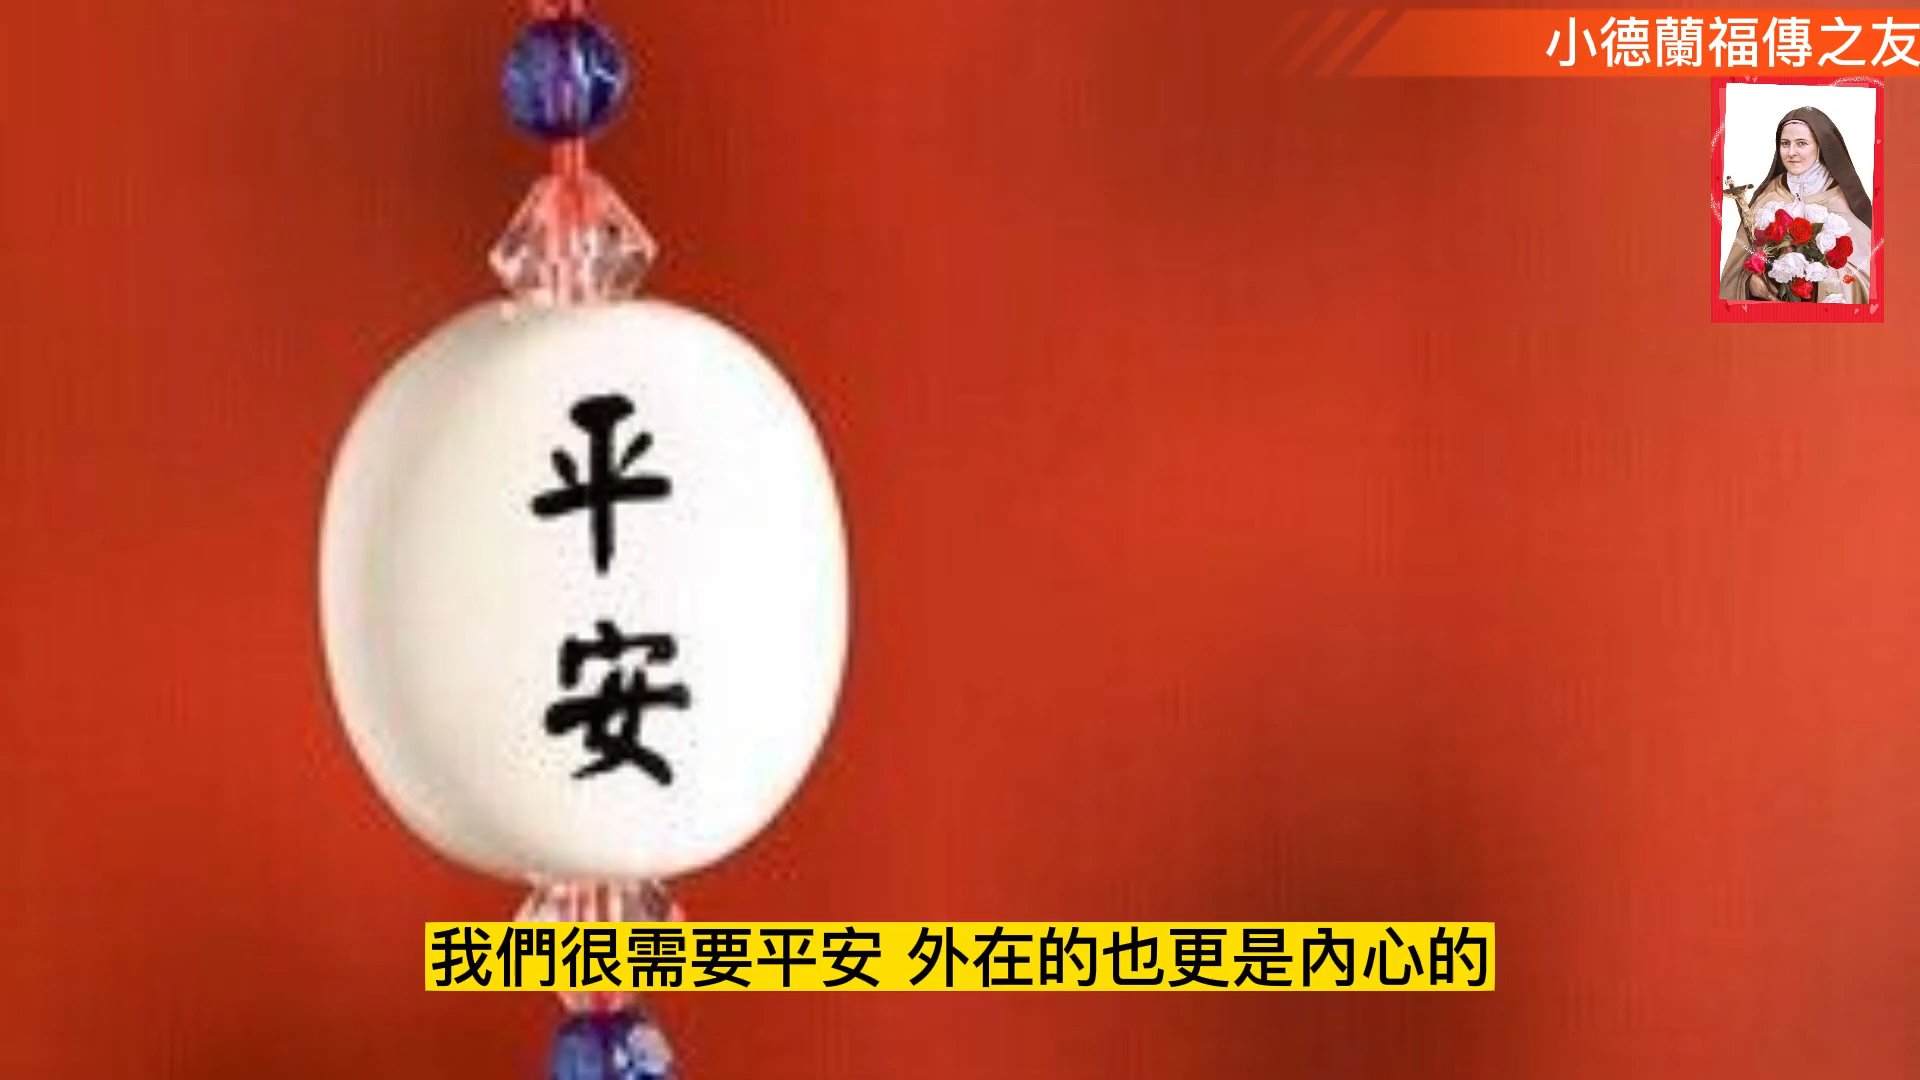 小德蘭福傳之友
平
安
我們很需要平安 外在的也更是內心的